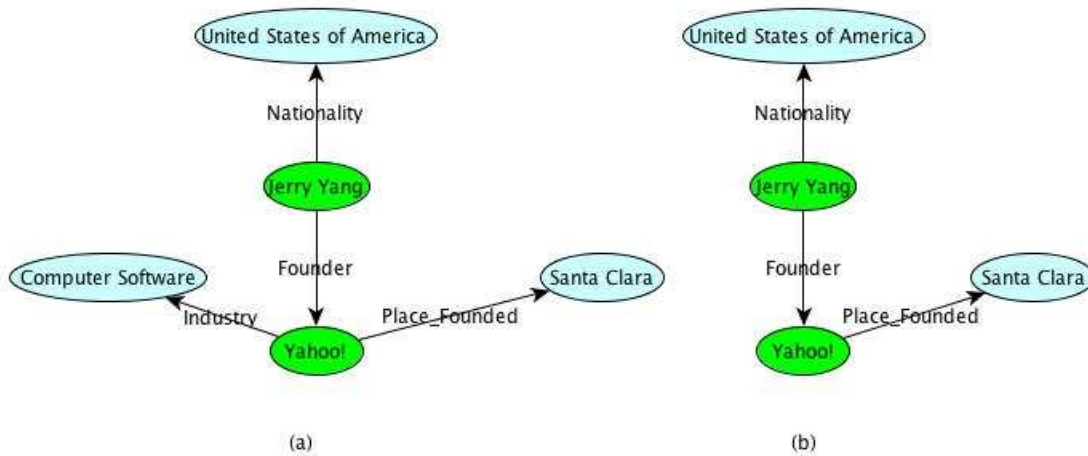 United States of America
Nationality
Jerry Yang
Founder
Computer Software
Santa Clara
Industry
Place_Founded
Yahoo!
(a)
United States of America
Nationality
Jerry Yang
Founder
Santa Clara
Place_Founded
Yahoo!
(b)